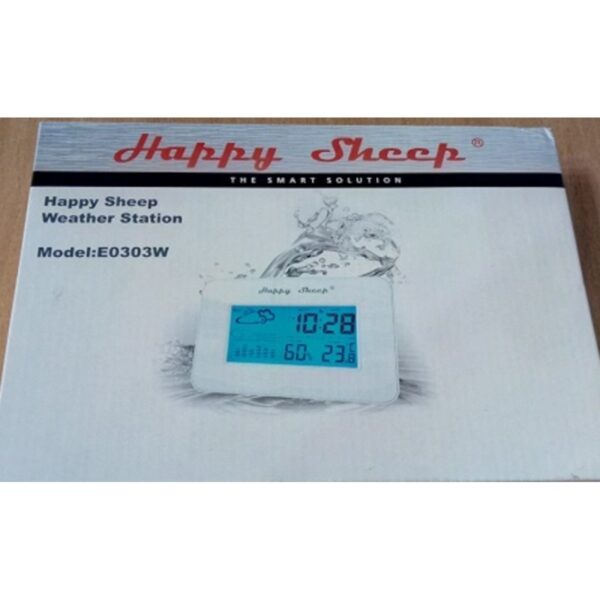 Happy Sheep®
THE SMART SOLUTION
Happy Sheep
Weather Station
Model:E0303W
Happy Sheep®
10:28
60% 23.8°C